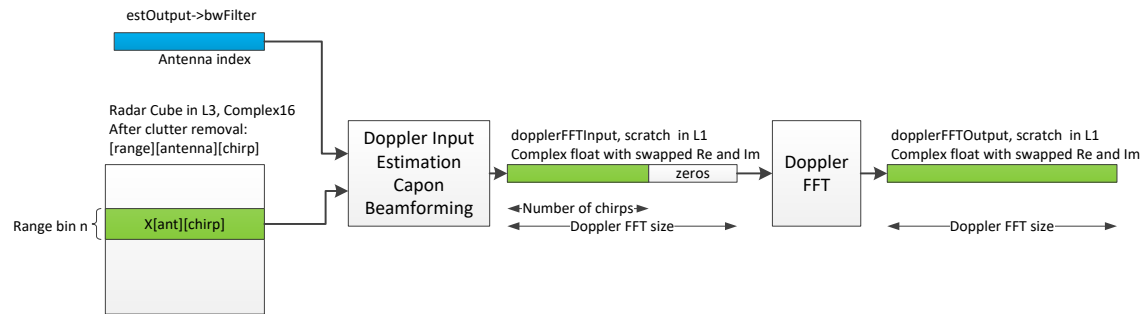 estOutput->bwFilter
Antenna index
Radar Cube in L3, Complex16
After clutter removal:
[range][antenna][chirp]
Range bin n
X[ant][chirp]
Doppler Input
Estimation
Capon
Beamforming
dopplerFFTInput, scratch in L1
Complex float with swapped Re and Im
zeros
Number of chirps
Doppler FFT size
Doppler
FFT
dopplerFFTOutput, scratch in L1
Complex float with swapped Re and Im
Doppler FFT size